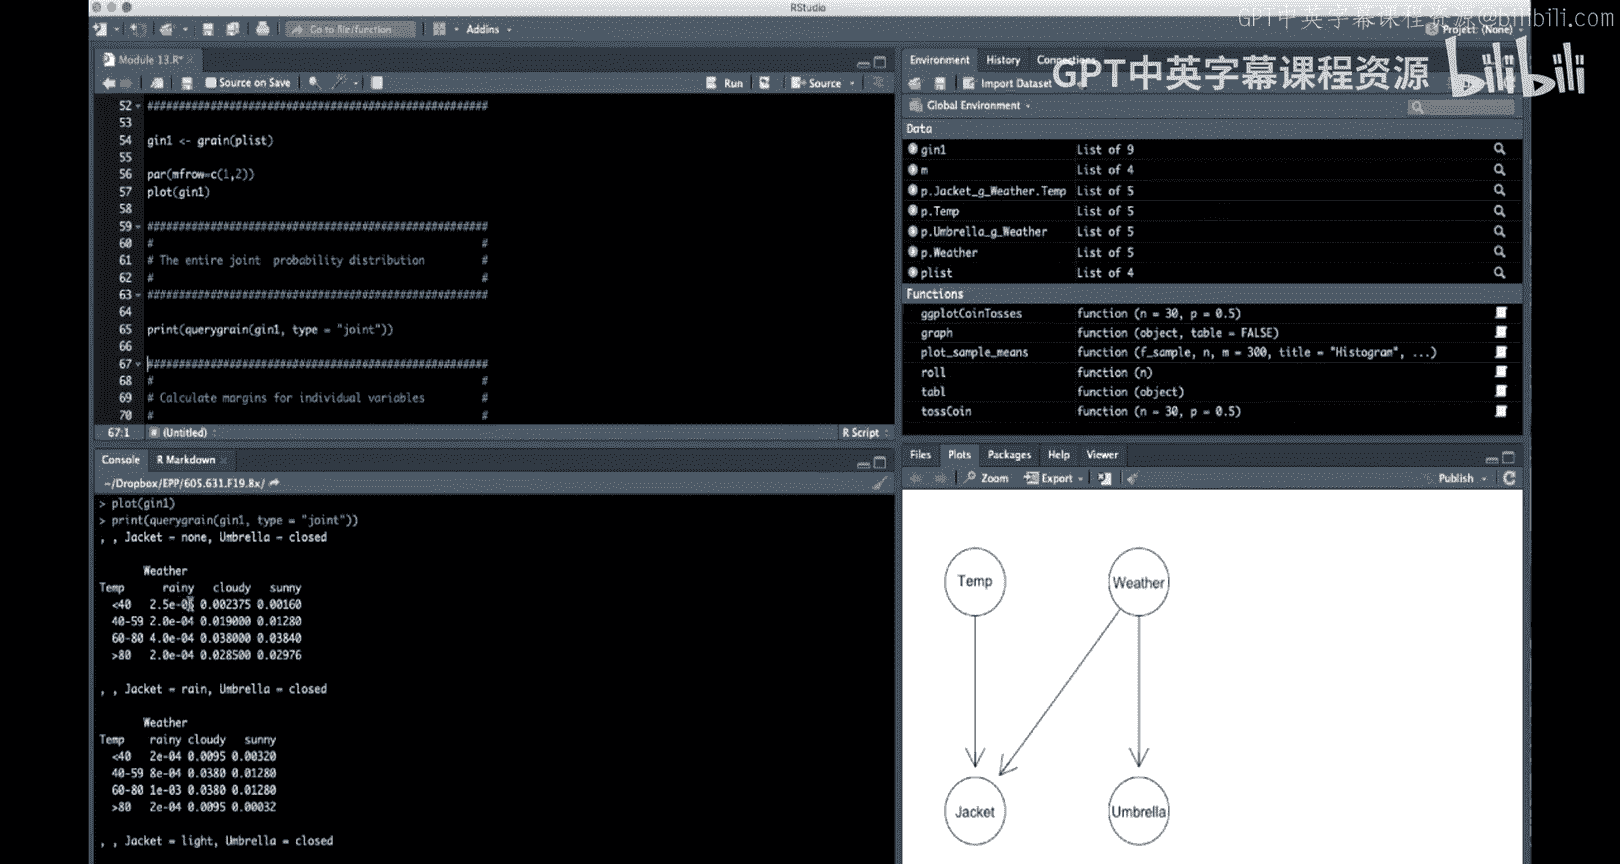 RStudio
GPT中英字幕课程资源@bilibili.com
Go to file/function
Addins
Project: (None)
GPT中英字幕课程资源
bilibili
Module 13.R*
Source on Save
Run
Source
52 ######################################################
53
54 gin1 <- grain(plist)
55
56 par(mfrow=c(1,2))
57 plot(gin1)
58
59 ######################################################
60 # #
61 # The entire joint  probability distribution #
62 # #
63 ######################################################
64
65 print(querygrain(gin1, type = "joint"))
66
67 ######################################################
68 # #
69 # Calculate margins for individual variables #
70 # #
67:1 (Untitled) R Script
Console R Markdown
~/Dropbox/EPP/605.631.F19.8x/
> plot(gin1)
> print(querygrain(gin1, type = "joint"))
, , Jacket = none, Umbrella = closed
Weather
Temp rainy cloudy sunny
<40 2.5e- 0.002375 0.00160
40-59 2.0e-04 0.019000 0.01280
60-80 4.0e-04 0.038000 0.03840
>80 2.0e-04 0.028500 0.02976
, , Jacket = rain, Umbrella = closed
Weather
Temp rainy cloudy sunny
<40 2e-04 0.0095 0.00320
40-59 8e-04 0.0380 0.01280
60-80 1e-03 0.0380 0.01280
>80 2e-04 0.0095 0.00032
, , Jacket = light, Umbrella = closed
Environment History Connections
Import Dataset
Global Environment
Data
gin1 List of 9
m List of 4
p.Jacket_g_Weather.Temp List of 5
p.Temp List of 5
p.Umbrella_g_Weather List of 5
p.Weather List of 5
plist List of 4
Functions
ggplotCoinTosses function (n = 30, p = 0.5)
graph function (object, table = FALSE)
plot_sample_means function (f_sample, n, m = 300, title = "Histogram", ...)
roll function (n)
tabl function (object)
tossCoin function (n = 30, p = 0.5)
Files Plots Packages Help Viewer
Zoom Export Publish
Temp Weather
Jacket Umbrella